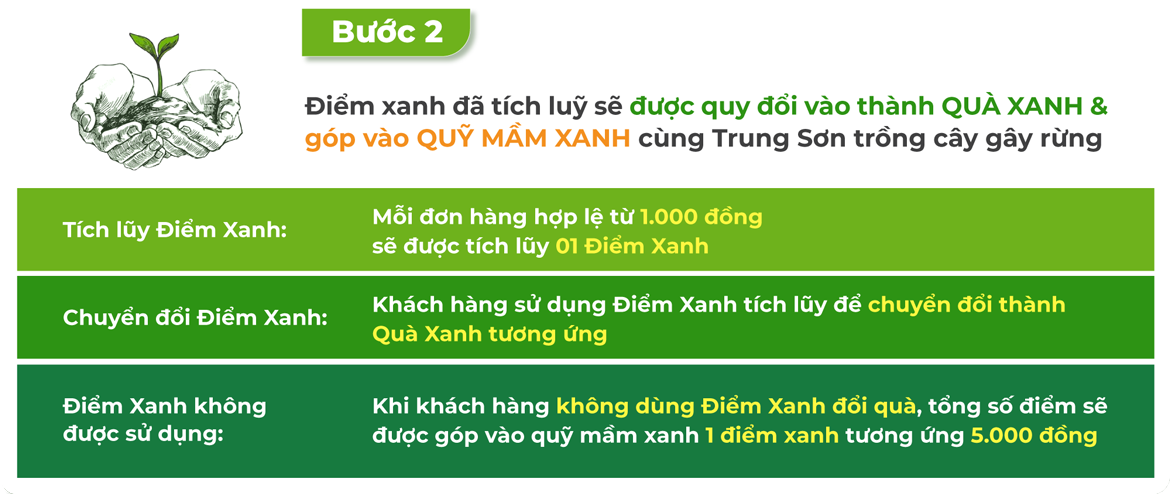 Bước 2
Điểm xanh đã tích luỹ sẽ được quy đổi vào thành QUÀ XANH &
góp vào QUỸ MẦM XANH cùng Trung Sơn trồng cây gây rừng
Tích lũy Điểm Xanh:
Mỗi đơn hàng hợp lệ từ 1.000 đồng
sẽ được tích lũy 01 Điểm Xanh
Chuyển đổi Điểm Xanh:
Khách hàng sử dụng Điểm Xanh tích lũy để chuyển đổi thành
Quà Xanh tương ứng
Điểm Xanh không
được sử dụng:
Khi khách hàng không dùng Điểm Xanh đổi quà, tổng số điểm sẽ
được góp vào quỹ mầm xanh 1 điểm xanh tương ứng 5.000 đồng